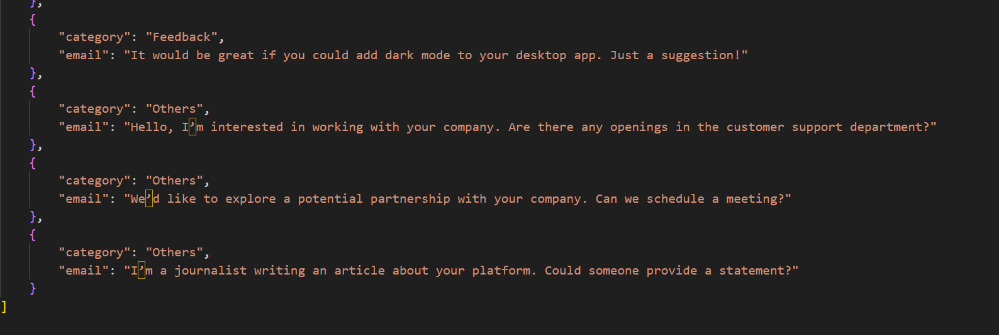 },
{
"category": "Feedback",
"email": "It would be great if you could add dark mode to your desktop app. Just a suggestion!"
},
{
"category": "Others",
"email": "Hello, I’m interested in working with your company. Are there any openings in the customer support department?"
},
{
"category": "Others",
"email": "We’d like to explore a potential partnership with your company. Can we schedule a meeting?"
},
{
"category": "Others",
"email": "I’m a journalist writing an article about your platform. Could someone provide a statement?"
}
]